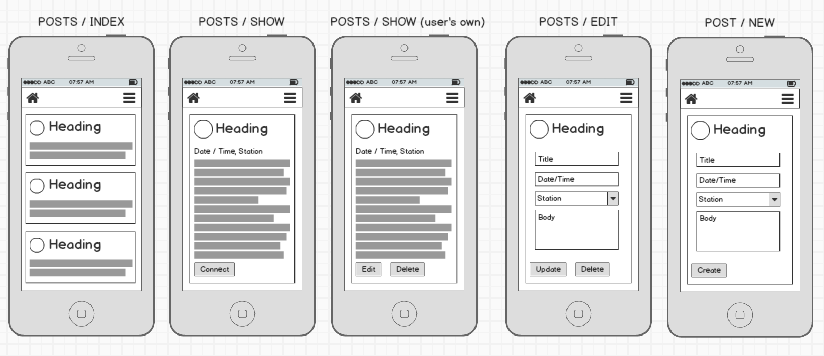 POSTS / INDEX
ABC 07:57 AM
Heading
Heading
Heading
POSTS / SHOW
ABC 07:57 AM
Heading
Date / Time, Station
Connect
POSTS / SHOW (user's own)
ABC 07:57 AM
Heading
Date / Time, Station
Edit Delete
POSTS / EDIT
ABC 07:57 AM
Heading
Title
Date/Time
Station
Body
Update Delete
POST / NEW
ABC 07:57 AM
Heading
Title
Date/Time
Station
Body
Create